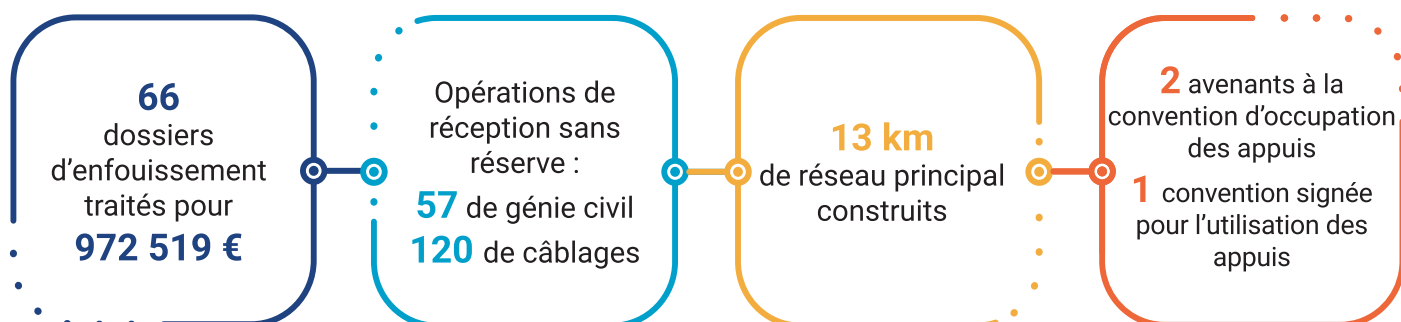 66
dossiers
d’enfouissement
traités pour
972 519 €
Opérations de
réception sans
réserve :
57 de génie civil
120 de câblages
13 km
de réseau principal
construits
2 avenants à la
convention d’occupation
des appuis
1 convention signée
pour l’utilisation des
appuis